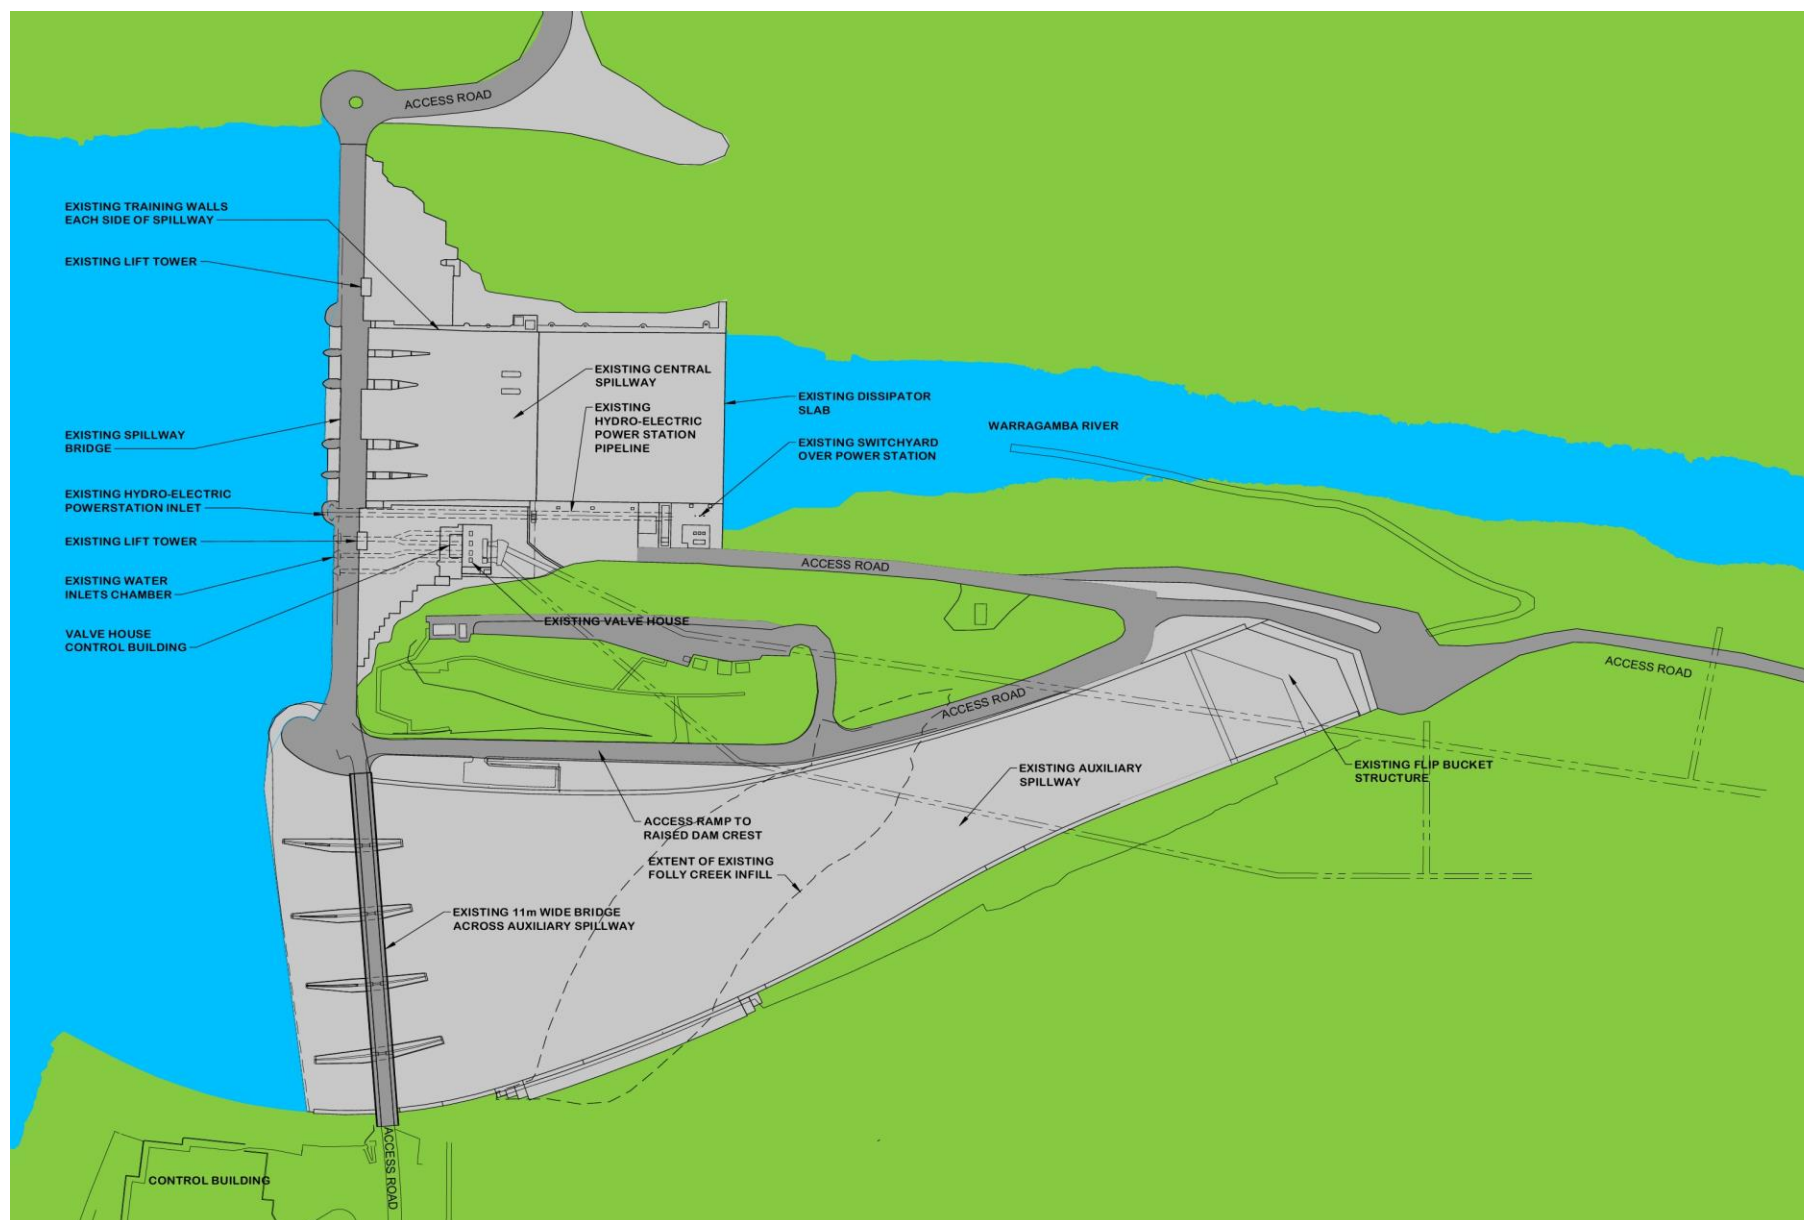 ACCESS ROAD
EXISTING TRAINING WALLS
EACH SIDE OF SPILLWAY
EXISTING LIFT TOWER
EXISTING CENTRAL
SPILLWAY
EXISTING
HYDRO-ELECTRIC
POWER STATION
PIPELINE
EXISTING DISSIPATOR
SLAB
WARRAGAMBA RIVER
EXISTING SPILLWAY
BRIDGE
EXISTING SWITCHYARD
OVER POWER STATION
EXISTING HYDRO-ELECTRIC
POWERSTATION INLET
EXISTING LIFT TOWER
EXISTING WATER
INLETS CHAMBER
ACCESS ROAD
EXISTING VALVE HOUSE
VALVE HOUSE
CONTROL BUILDING
ACCESS ROAD
ACCESS ROAD
EXISTING AUXILIARY
SPILLWAY
EXISTING FLIP BUCKET
STRUCTURE
ACCESS RAMP TO
RAISED DAM CREST
EXTENT OF EXISTING
FOLLY CREEK INFILL
EXISTING 11m WIDE BRIDGE
ACROSS AUXILIARY SPILLWAY
ACCESS ROAD
CONTROL BUILDING